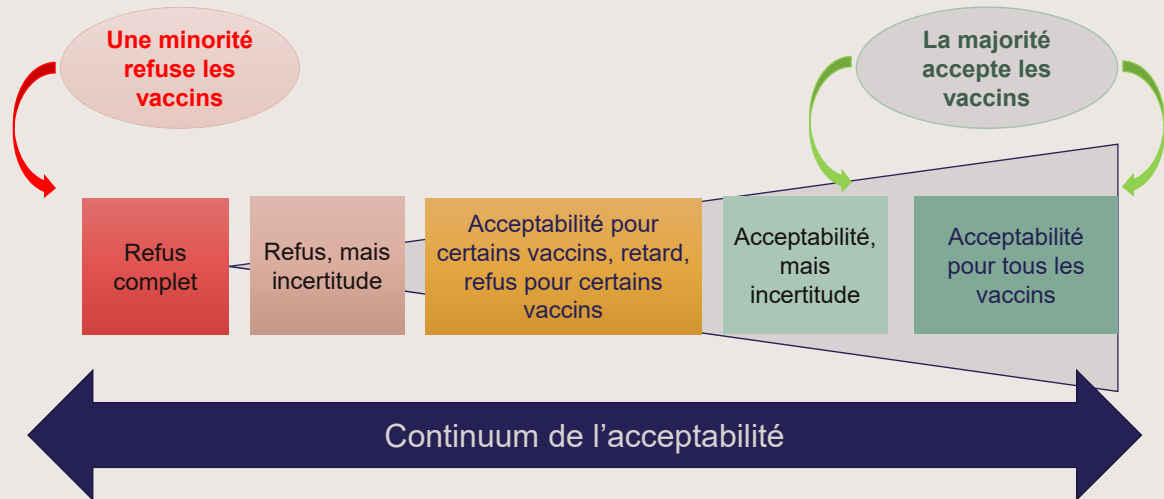 Une minorité
refuse les
vaccins
La majorité
accepte les
vaccins
Refus
complet
Refus, mais
incertitude
Acceptabilité pour
certains vaccins, retard,
refus pour certains
vaccins
Acceptabilité,
mais
incertitude
Acceptabilité
pour tous les
vaccins
Continuum de l’acceptabilité